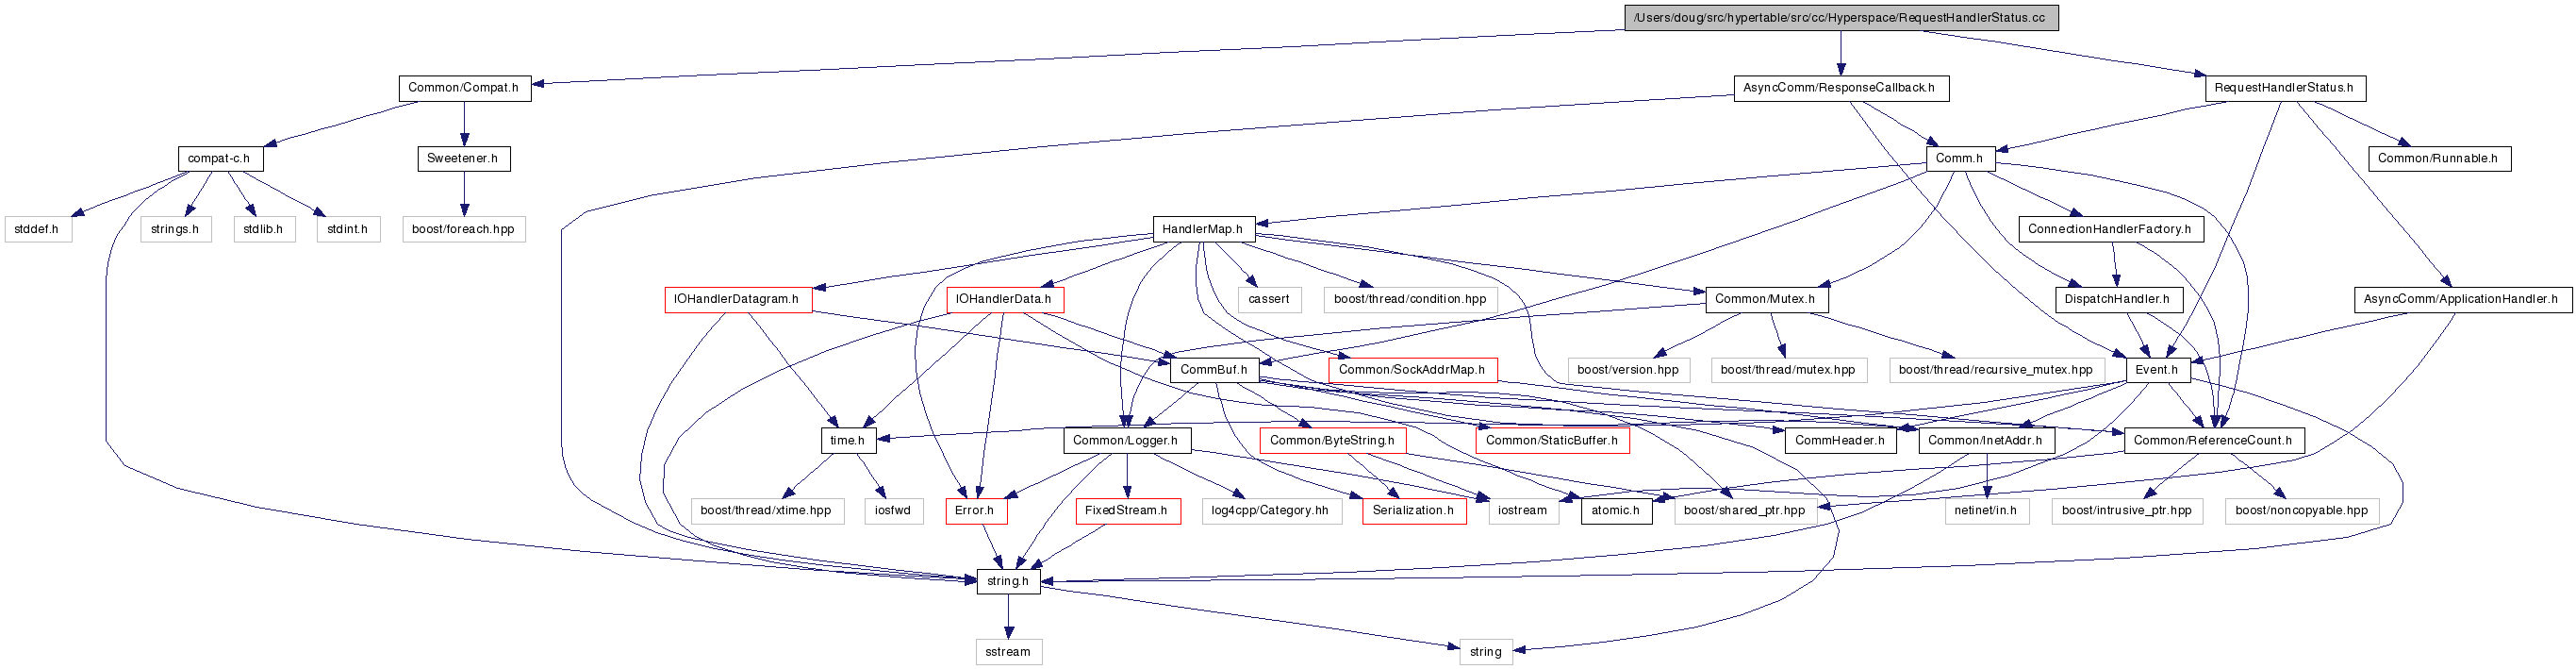 /Users/doug/src/hypertable/src/cc/Hyperspace/RequestHandlerStatus.cc
Common/Compat.h
AsyncComm/ResponseCallback.h
RequestHandlerStatus.h
compat-c.h
Sweetener.h
Comm.h
Common/Runnable.h
stddef.h
strings.h
stdlib.h
stdint.h
boost/foreach.hpp
HandlerMap.h
ConnectionHandlerFactory.h
IOHandlerDatagram.h
IOHandlerData.h
cassert
boost/thread/condition.hpp
Common/Mutex.h
DispatchHandler.h
AsyncComm/ApplicationHandler.h
CommBuf.h
Common/SockAddrMap.h
boost/version.hpp
boost/thread/mutex.hpp
boost/thread/recursive_mutex.hpp
Event.h
time.h
Common/Logger.h
Common/ByteString.h
Common/StaticBuffer.h
CommHeader.h
Common/InetAddr.h
Common/ReferenceCount.h
boost/thread/xtime.hpp
iosfwd
Error.h
FixedStream.h
log4cpp/Category.hh
Serialization.h
iostream
atomic.h
boost/shared_ptr.hpp
netinet/in.h
boost/intrusive_ptr.hpp
boost/noncopyable.hpp
string.h
sstream
string